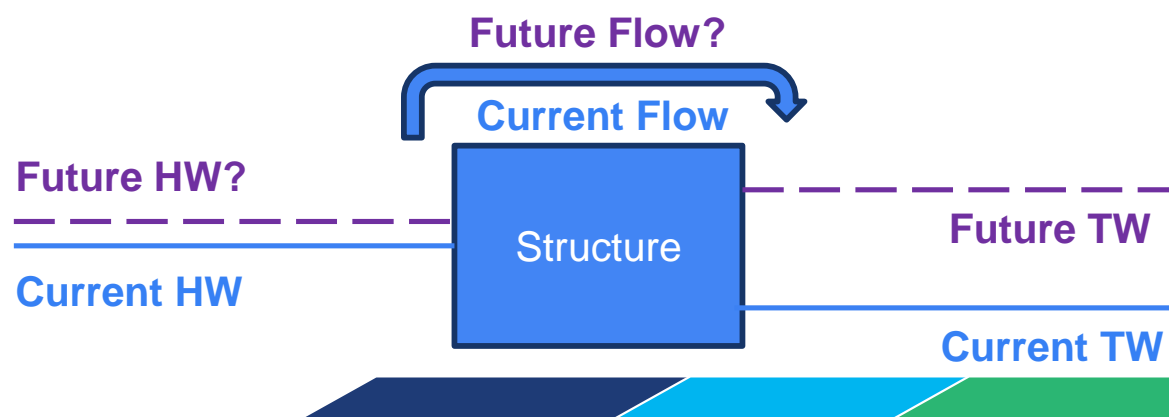 Future Flow?
Current Flow
Future HW?
Structure
Future TW
Current HW
Current TW